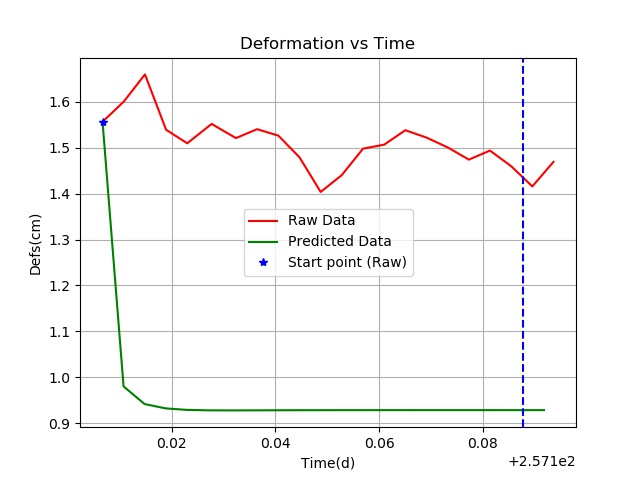 Deformation vs Time
1.6
1.5
1.4
1.3
1.2
1.1
1.0
0.9
Defs(cm)
Raw Data
Predicted Data
Start point (Raw)
0.02 0.04 0.06 0.08
+2.571e2
Time(d)